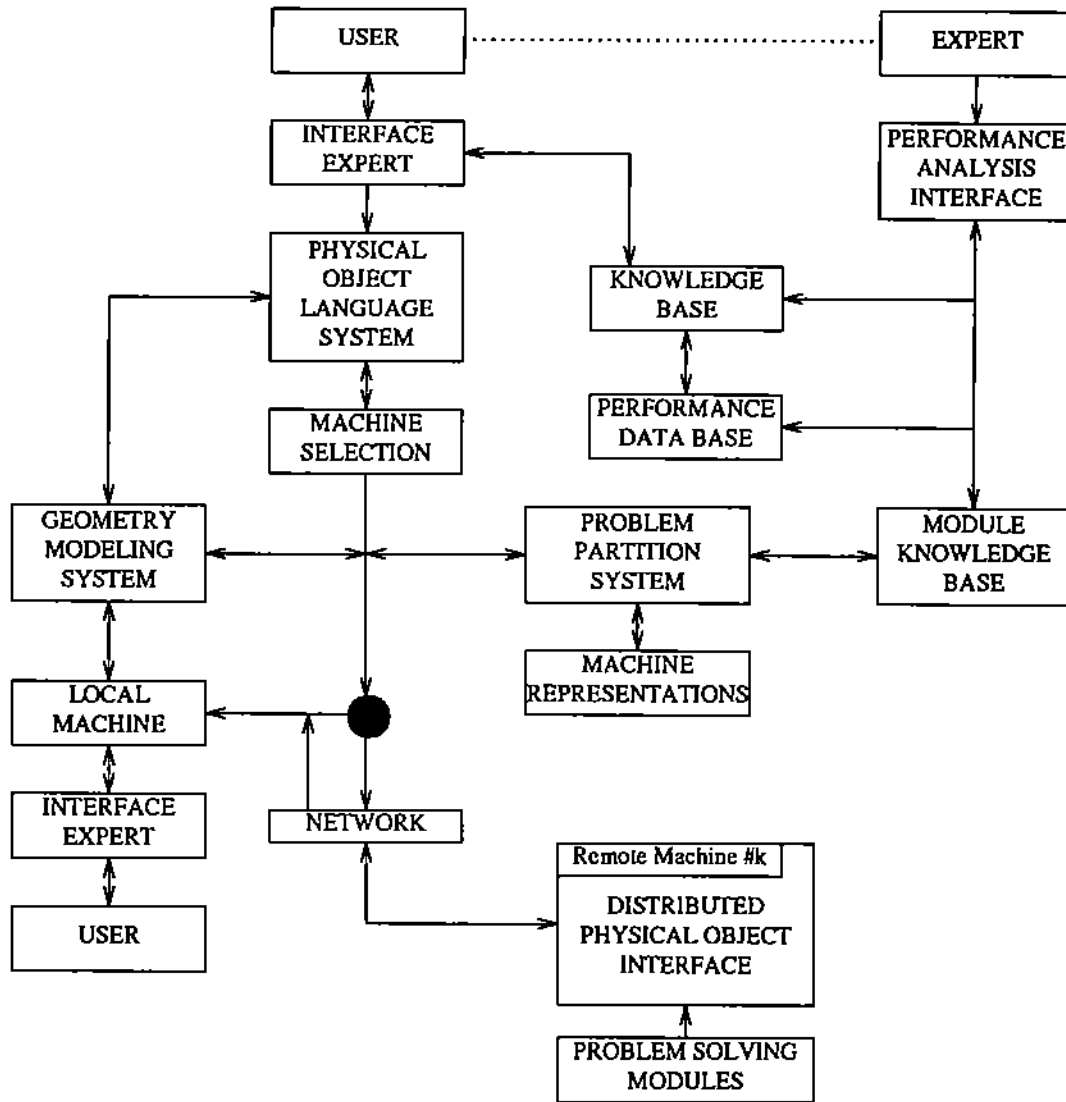 USER
EXPERT
INTERFACE
EXPERT
PERFORMANCE
ANALYSIS
INTERFACE
PHYSICAL
OBJECT
LANGUAGE
SYSTEM
KNOWLEDGE
BASE
MACHINE
SELECTION
PERFORMANCE
DATA BASE
GEOMETRY
MODELING
SYSTEM
PROBLEM
PARTITION
SYSTEM
MODULE
KNOWLEDGE
BASE
MACHINE
REPRESENTATIONS
LOCAL
MACHINE
INTERFACE
EXPERT
NETWORK
USER
Remote Machine #k
DISTRIBUTED
PHYSICAL OBJECT
INTERFACE
PROBLEM SOLVING
MODULES